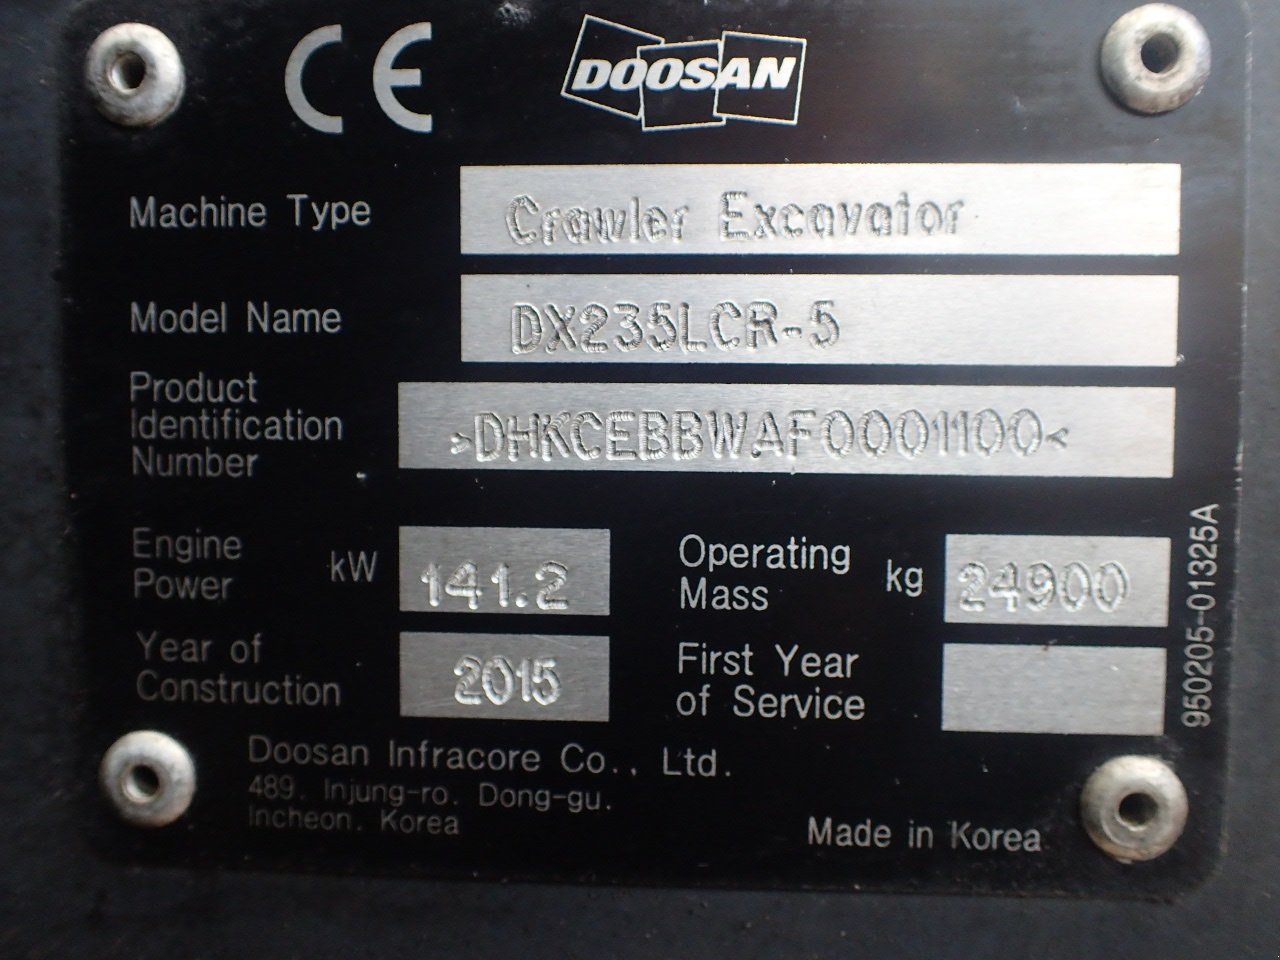 CE
DOOSAN
Machine Type Crawler Excavator
Model Name DX235LCR-5
Product
Identification
Number
>DHKCEBBWAF0001100<
Engine
Power
kW 141.2
Operating
Mass
kg 24900
Year of
Construction
2015
First Year
of Service
Doosan Infracore Co., Ltd.
489, Injung-ro, Dong-gu,
Incheon, Korea
Made in Korea
950205-01325A